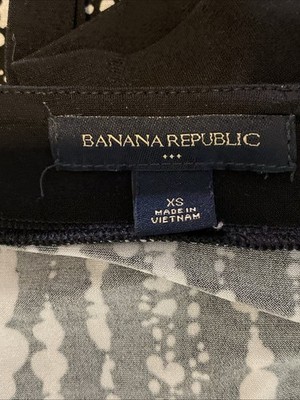 BANANA REPUBLIC
XS
MADE IN
VIETNAM